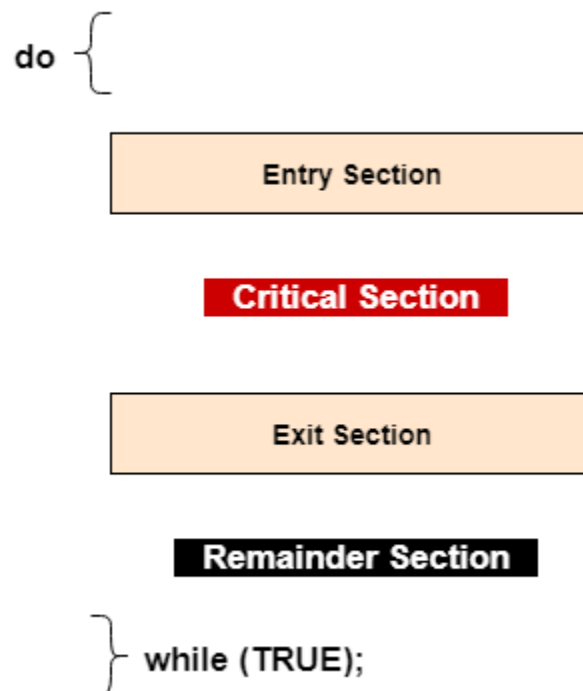 do {
Entry Section
Critical Section
Exit Section
Remainder Section
} while (TRUE);